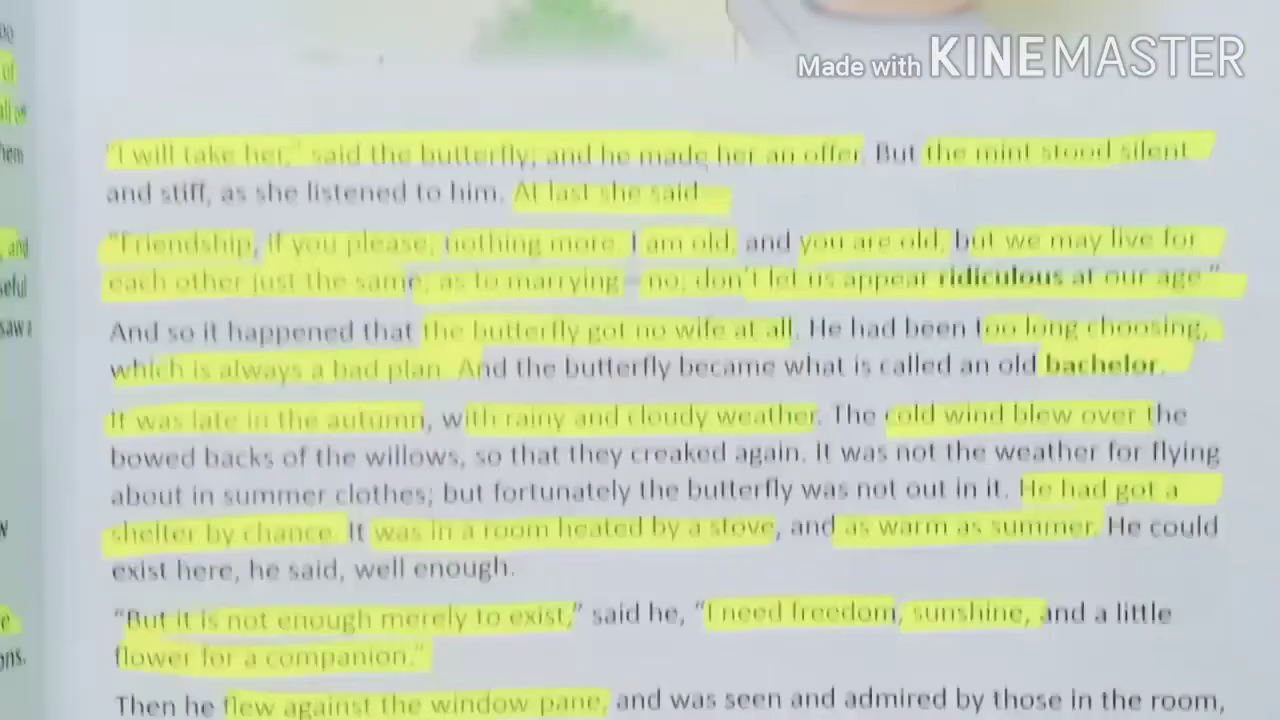 Made with KINEMASTER
"I will take her," said the butterfly; and he made her an offer. But the mint stood silent
and stiff, as she listened to him. At last she said—
"Friendship, if you please; nothing more. I am old, and you are old, but we may live for
each other just the same; as to marrying—no; don't let us appear ridiculous at our age."
And so it happened that the butterfly got no wife at all. He had been too long choosing,
which is always a bad plan. And the butterfly became what is called an old bachelor.
It was late in the autumn, with rainy and cloudy weather. The cold wind blew over the
bowed backs of the willows, so that they creaked again. It was not the weather for flying
about in summer clothes; but fortunately the butterfly was not out in it. He had got a
shelter by chance. It was in a room heated by a stove, and as warm as summer. He could
exist here, he said, well enough.
"But it is not enough merely to exist," said he, "I need freedom, sunshine, and a little
flower for a companion."
Then he flew against the window pane, and was seen and admired by those in the room,
of
, and
ons.